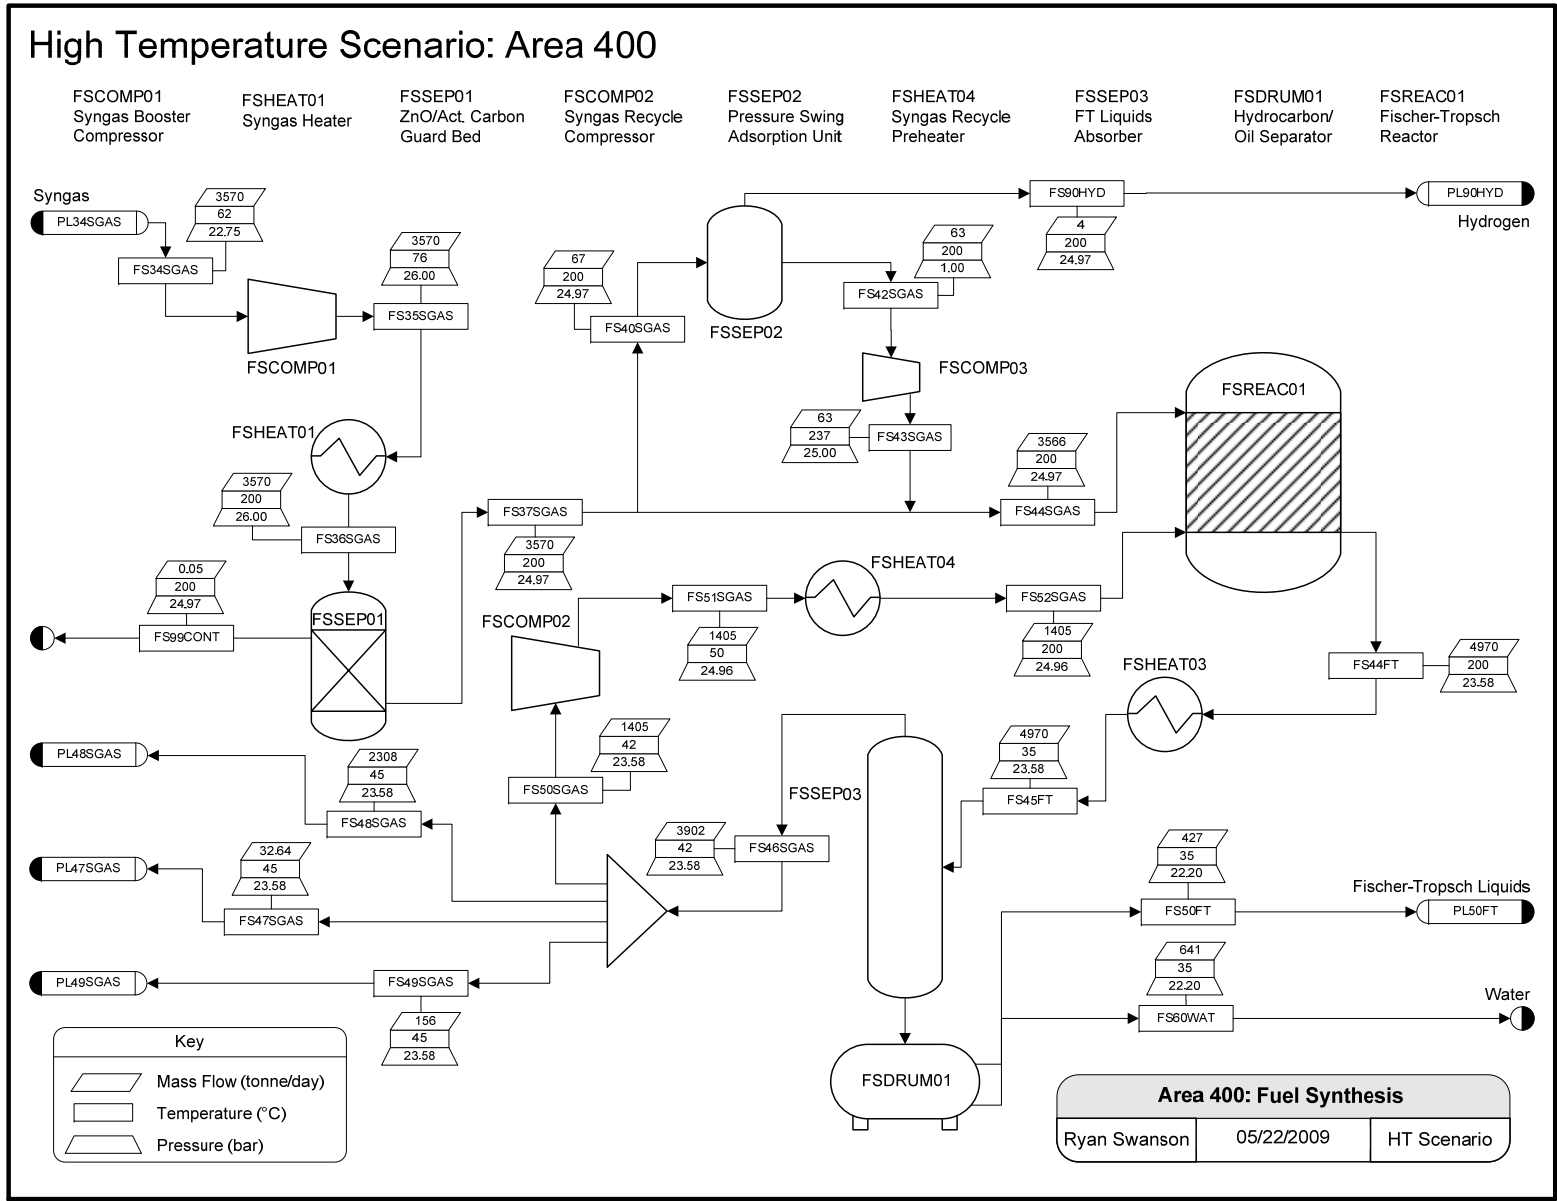 High Temperature Scenario: Area 400
FSCOMP01
Syngas Booster
Compressor
FSHEAT01
Syngas Heater
FSSEP01
ZnO/Act. Carbon
Guard Bed
FSCOMP02
Syngas Recycle
Compressor
FSSEP02
Pressure Swing
Adsorption Unit
FSHEAT04
Syngas Recycle
Preheater
FSSEP03
FT Liquids
Absorber
FSDRUM01
Hydrocarbon/
Oil Separator
FSREAC01
Fischer-Tropsch
Reactor
Syngas
PL34SGAS
3570
62
22.75
FS34SGAS
FSCOMP01
3570
76
26.00
FS35SGAS
FSHEAT01
3570
200
26.00
FS36SGAS
0.05
200
24.97
FS99CONT
FSSEP01
67
200
24.97
FS40SGAS
FSSEP02
FS90HYD
4
200
24.97
PL90HYD
Hydrogen
63
200
1.00
FS42SGAS
FSCOMP03
63
237
25.00
FS43SGAS
FS37SGAS
3570
200
24.97
3566
200
24.97
FS44SGAS
FSREAC01
FSCOMP02
FS51SGAS
1405
50
24.96
FSHEAT04
FS52SGAS
1405
200
24.96
FS44FT
4970
200
23.58
FSHEAT03
4970
35
23.58
FS45FT
FSSEP03
1405
42
23.58
FS50SGAS
3902
42
23.58
FS46SGAS
PL48SGAS
2308
45
23.58
FS48SGAS
PL47SGAS
32.64
45
23.58
FS47SGAS
PL49SGAS
FS49SGAS
156
45
23.58
427
35
22.20
FS50FT
Fischer-Tropsch Liquids
PL50FT
641
35
22.20
FS60WAT
Water
FSDRUM01
Key
Mass Flow (tonne/day)
Temperature (°C)
Pressure (bar)
Area 400: Fuel Synthesis
Ryan Swanson
05/22/2009
HT Scenario